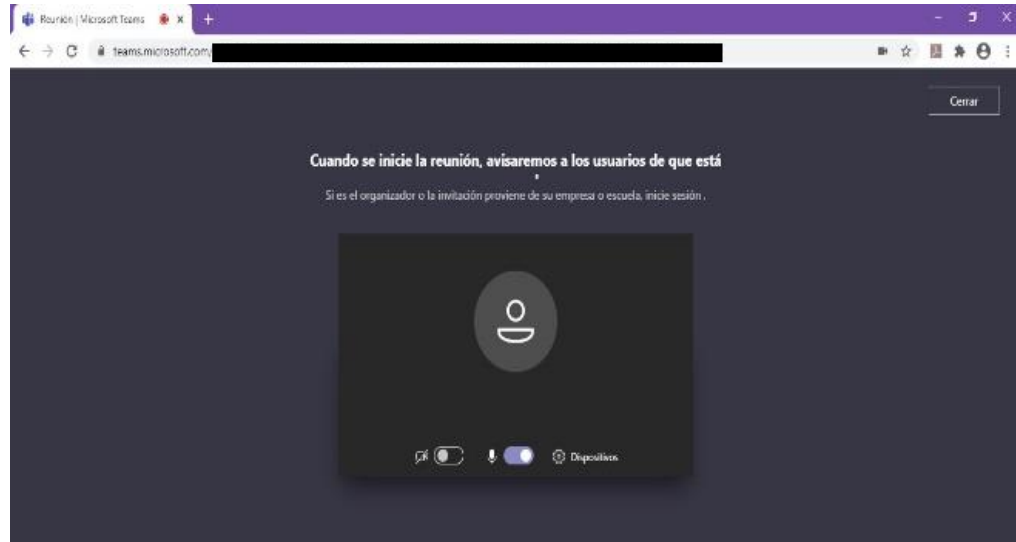 Reunión | Microsoft Teams
teams.microsoft.com/
Cerrar
Cuando se inicie la reunión, avisaremos a los usuarios de que está
Si es el organizador o la invitación proviene de su empresa o escuela, inicie sesión .
Dispositivos